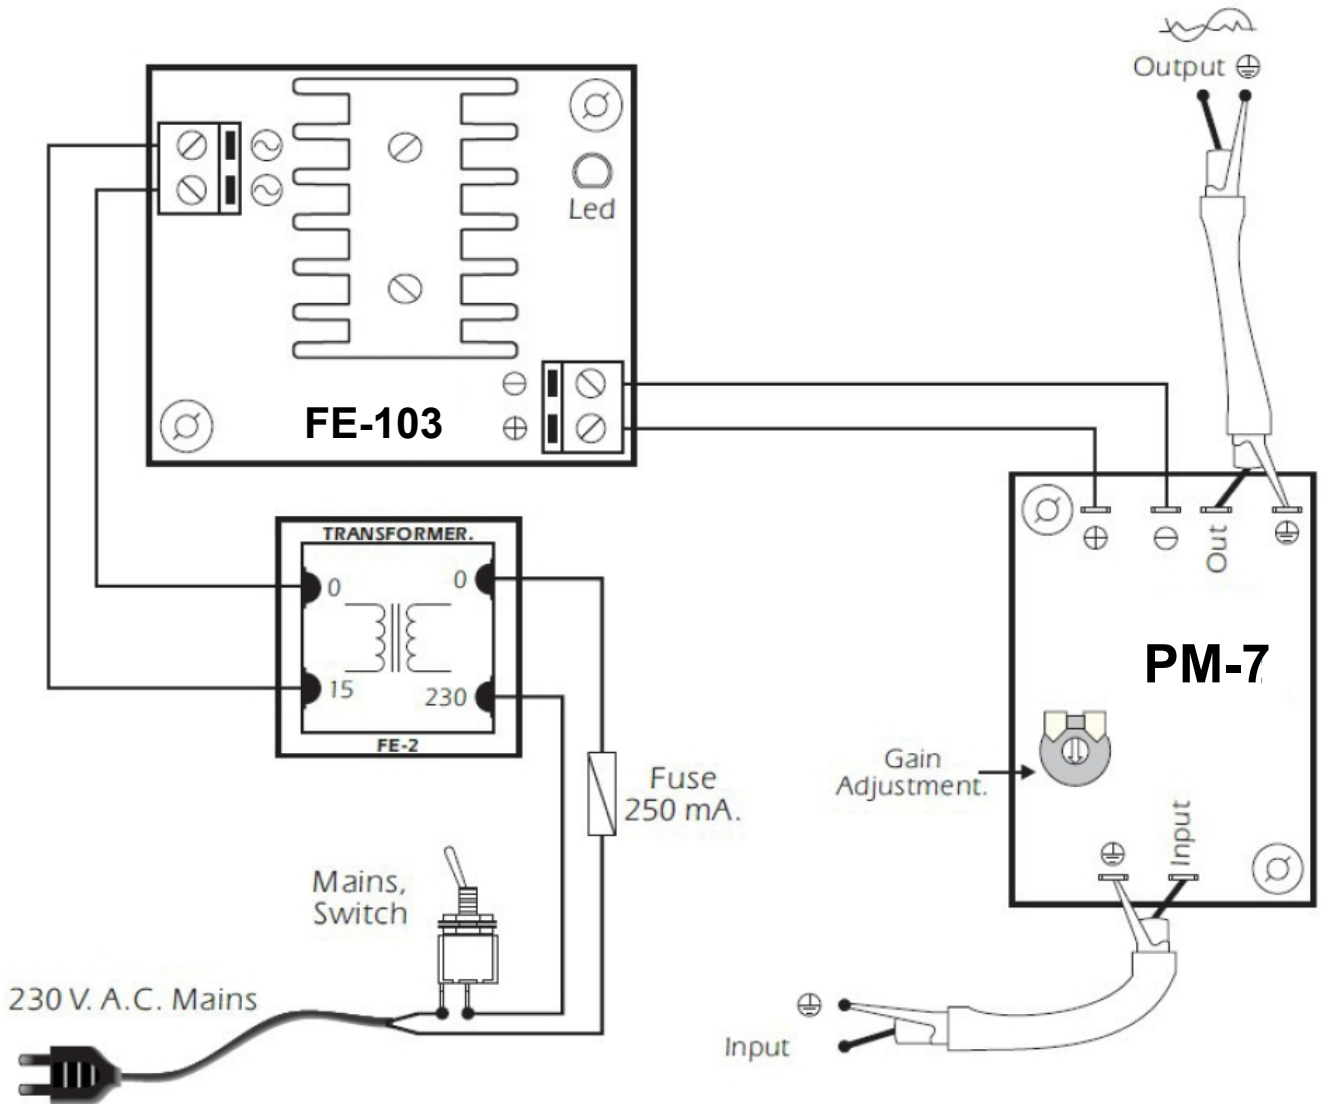 Output
Led
FE-103
TRANSFORMER.
0
0
15
230
FE-2
Out
PM-7
Gain
Adjustment.
Fuse
250 mA.
Mains,
Switch
Input
230 V. A.C. Mains
Input